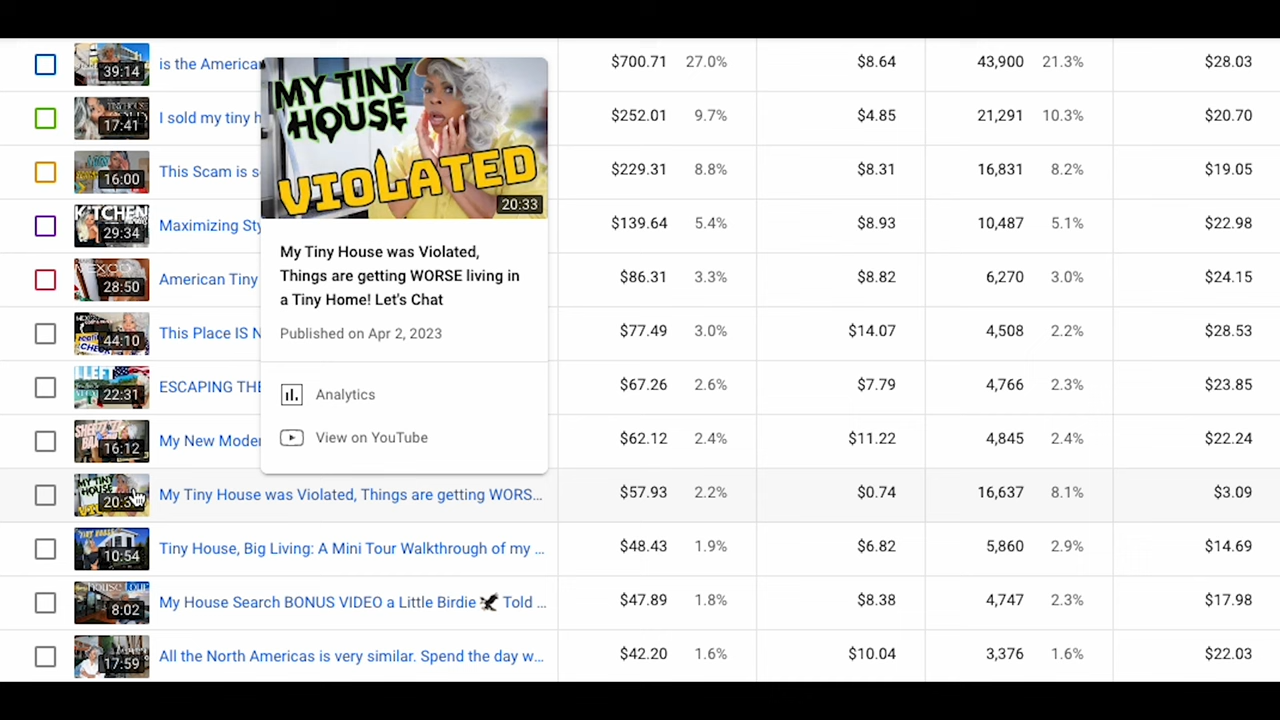 39:14 is the America $700.71 27.0% $8.64 43,900 21.3% $28.03
17:41 I sold my tiny h $252.01 9.7% $4.85 21,291 10.3% $20.70
16:00 This Scam is s $229.31 8.8% $8.31 16,831 8.2% $19.05
KITCHEN 29:34 Maximizing Sty $139.64 5.4% $8.93 10,487 5.1% $22.98
28:50 American Tiny $86.31 3.3% $8.82 6,270 3.0% $24.15
44:10 This Place IS N $77.49 3.0% $14.07 4,508 2.2% $28.53
22:31 ESCAPING THE $67.26 2.6% $7.79 4,766 2.3% $23.85
16:12 My New Moder $62.12 2.4% $11.22 4,845 2.4% $22.24
MY TINY
HOUSE
VIOLATED
20:33
My Tiny House was Violated,
Things are getting WORSE living in
a Tiny Home! Let's Chat
Published on Apr 2, 2023
Analytics
View on YouTube
MY TINY HOUSE My Tiny House was Violated, Things are getting WORS... $57.93 2.2% $0.74 16,637 8.1% $3.09
10:54 Tiny House, Big Living: A Mini Tour Walkthrough of my ... $48.43 1.9% $6.82 5,860 2.9% $14.69
8:02 My House Search BONUS VIDEO a Little Birdie Told ... $47.89 1.8% $8.38 4,747 2.3% $17.98
17:59 All the North Americas is very similar. Spend the day w... $42.20 1.6% $10.04 3,376 1.6% $22.03